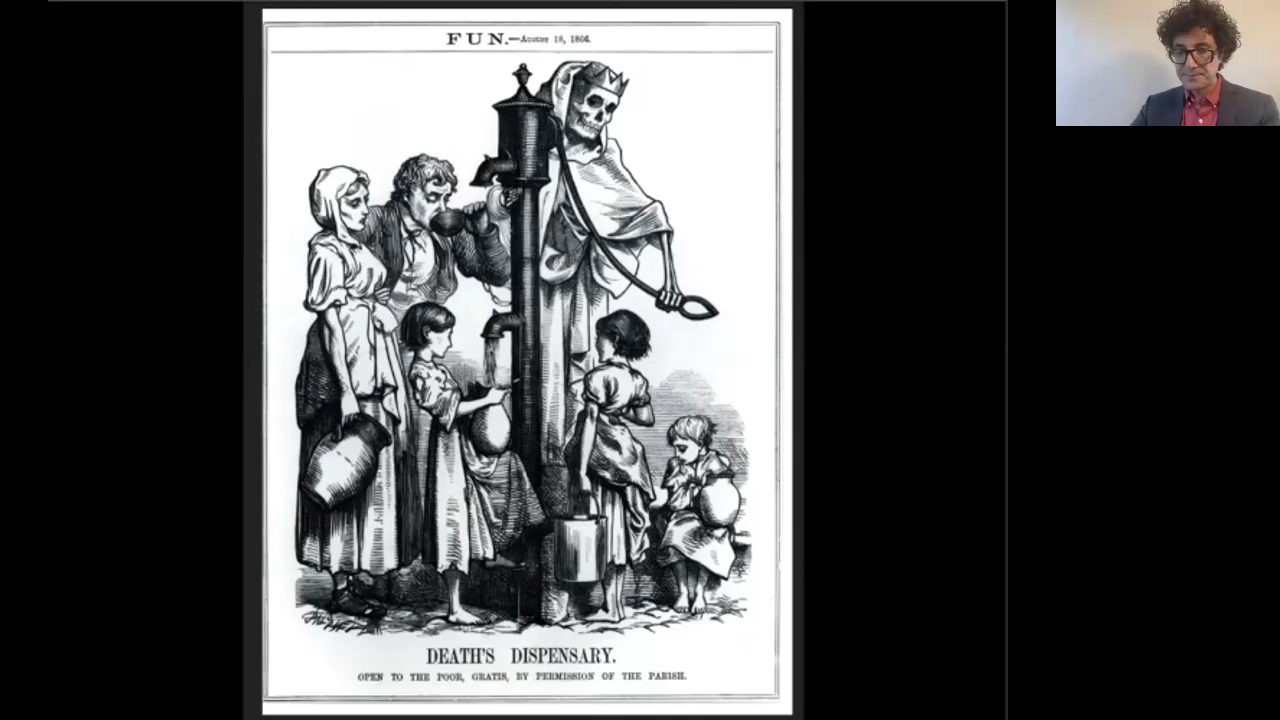 FUN.—AUGUST 18, 1866.
DEATH'S DISPENSARY.
OPEN TO THE POOR, GRATIS, BY PERMISSION OF THE PARISH.